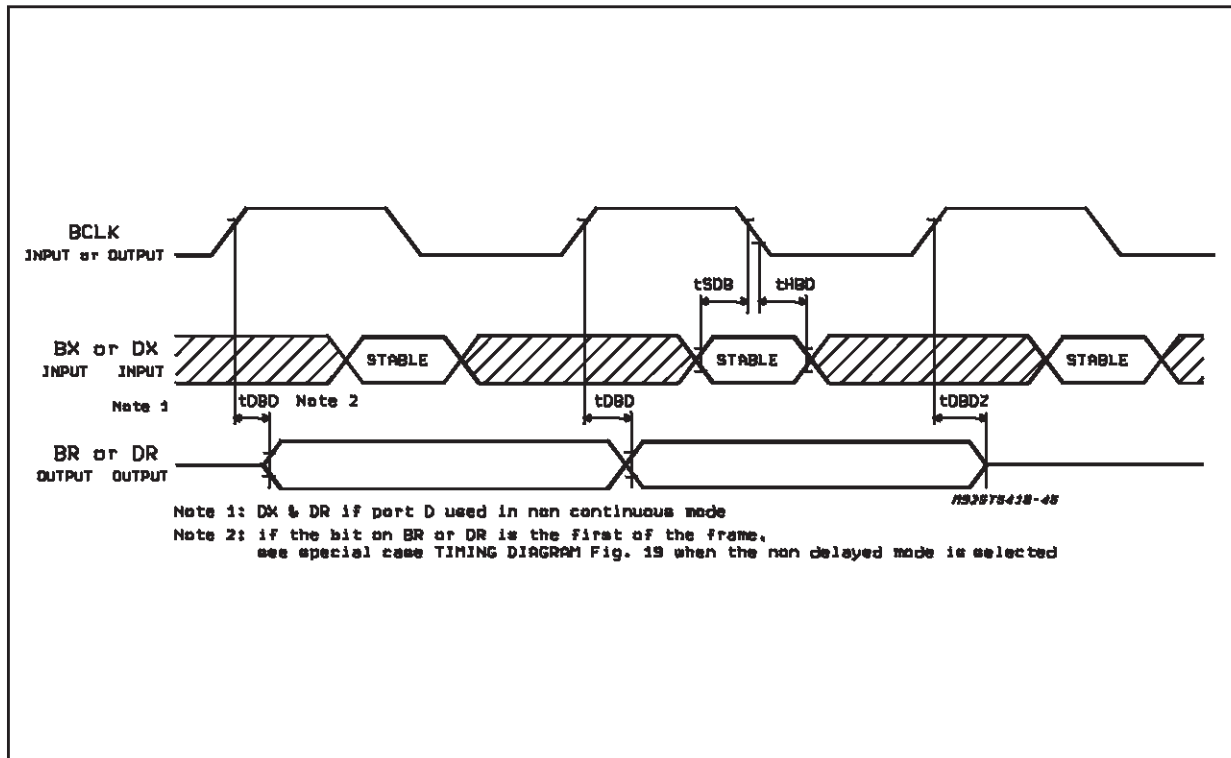 BCLK
INPUT or OUTPUT
tSDB tHBD
BX or DX
INPUT INPUT
STABLE STABLE STABLE
Note 1
tDBD Note 2 tDBD tDBDZ
BR or DR
OUTPUT OUTPUT
Note 1: DX & DR if port D used in non continuous mode
Note 2: if the bit on BR or DR is the first of the frame,
see special case TIMING DIAGRAM Fig. 19 when the non delayed mode is selected